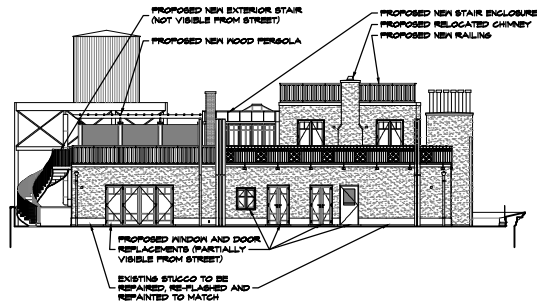 PROPOSED NEW EXTERIOR STAIR
(NOT VISIBLE FROM STREET)
PROPOSED NEW WOOD PERGOLA
PROPOSED NEW STAIR ENCLOSURE
PROPOSED RELOCATED CHIMNEY
PROPOSED NEW RAILING
PROPOSED WINDOW AND DOOR
REPLACEMENTS (PARTIALLY
VISIBLE FROM STREET)
EXISTING STUCCO TO BE
REPAIRED, RE-FLASHED AND
REPAINTED TO MATCH